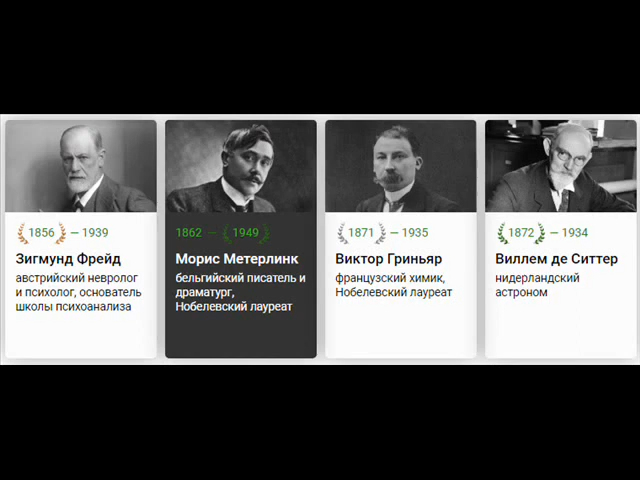 1856 — 1939
Зигмунд Фрейд
австрийский невролог
и психолог, основатель
школы психоанализа
1862 — 1949
Морис Метерлинк
бельгийский писатель и
драматург,
Нобелевский лауреат
1871 — 1935
Виктор Гриньяр
французский химик,
Нобелевский лауреат
1872 — 1934
Виллем де Ситтер
нидерландский
астроном